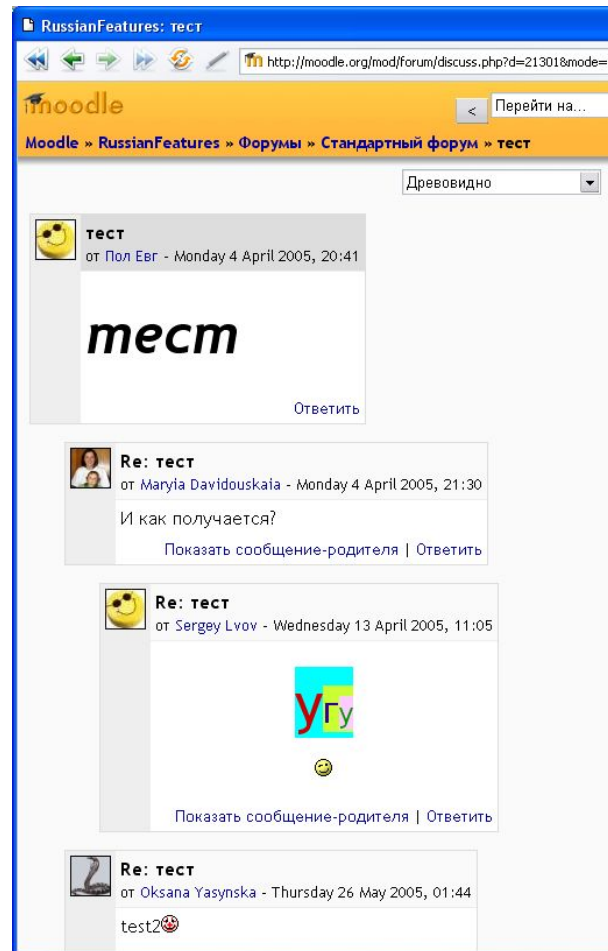 RussianFeatures: тест
http://moodle.org/mod/forum/discuss.php?d=21301&mode=
moodle
< Перейти на...
Moodle » RussianFeatures » Форумы » Стандартный форум » тест
Древовидно
тест
от Пол Евг - Monday 4 April 2005, 20:41
тест
Ответить
Re: тест
от Maryia Davidouskaia - Monday 4 April 2005, 21:30
И как получается?
Показать сообщение-родителя | Ответить
Re: тест
от Sergey Lvov - Wednesday 13 April 2005, 11:05
угу
Показать сообщение-родителя | Ответить
Re: тест
от Oksana Yasynska - Thursday 26 May 2005, 01:44
test2